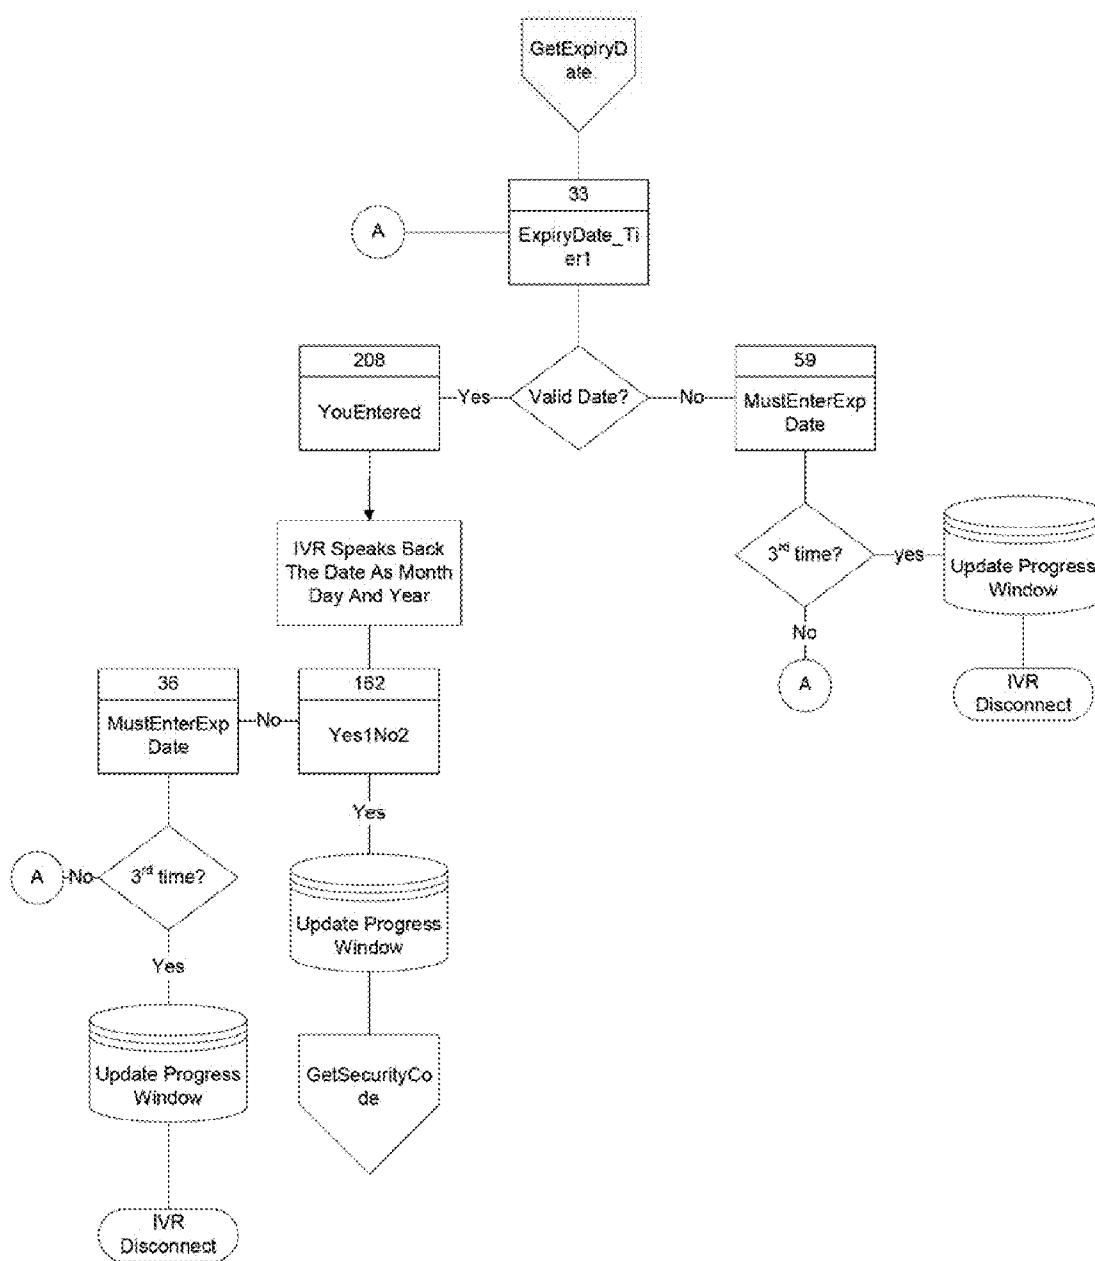 GetExpiryD
ate
33
A
ExpiryDate_Ti
er1
208
YouEntered
Yes
Valid Date?
No
59
MustEnterExp
Date
IVR Speaks Back
The Date As Month
Day And Year
3rd time?
yes
Update Progress
Window
No
A
IVR
Disconnect
36
MustEnterExp
Date
No
162
Yes1No2
Yes
A
No
3rd time?
Update Progress
Window
Yes
Update Progress
Window
GetSecurityCo
de
IVR
Disconnect